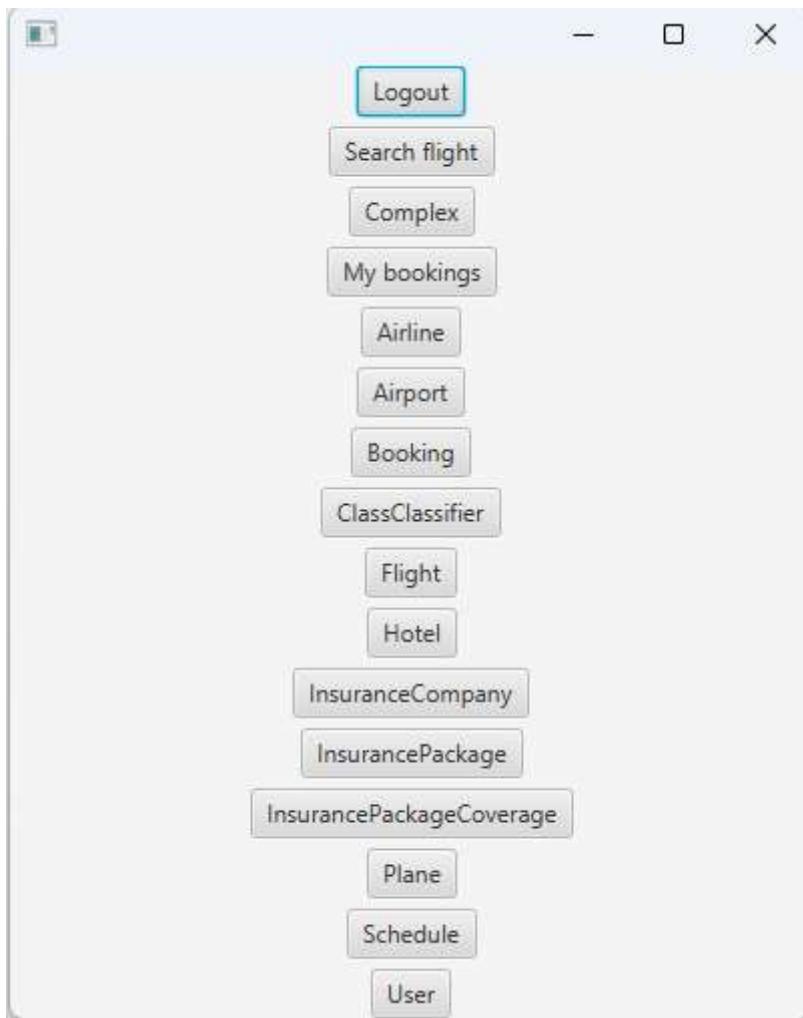 Logout
Search flight
Complex
My bookings
Airline
Airport
Booking
ClassClassifier
Flight
Hotel
InsuranceCompany
InsurancePackage
InsurancePackageCoverage
Plane
Schedule
User